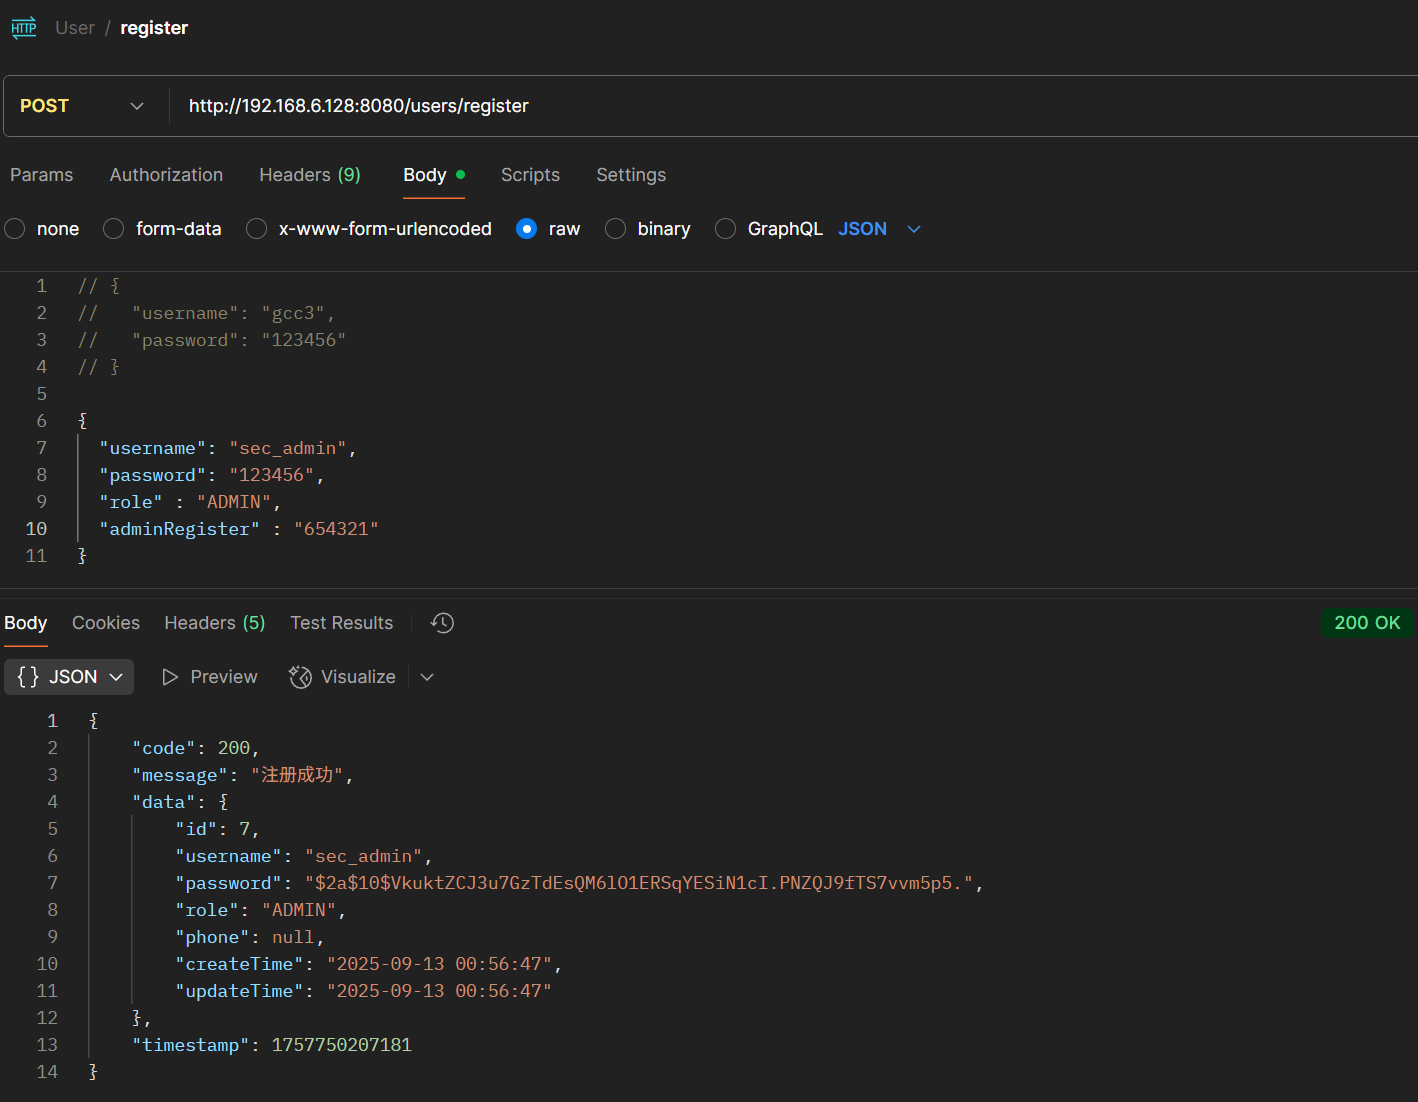 HTTP User / register
POST http://192.168.6.128:8080/users/register
Params Authorization Headers (9) Body Scripts Settings
none form-data x-www-form-urlencoded raw binary GraphQL JSON
1 // {
2 //   "username": "gcc3",
3 //   "password": "123456"
4 // }
5
6 {
7   "username": "sec_admin",
8   "password": "123456",
9   "role" : "ADMIN",
10   "adminRegister" : "654321"
11 }
Body Cookies Headers (5) Test Results 200 OK
{} JSON Preview Visualize
1 {
2     "code": 200,
3     "message": "注册成功",
4     "data": {
5         "id": 7,
6         "username": "sec_admin",
7         "password": "$2a$10$VkuktZCJ3u7GzTdEsQM6lO1ERSqYESiN1cI.PNZQJ9fTS7vvm5p5.",
8         "role": "ADMIN",
9         "phone": null,
10         "createTime": "2025-09-13 00:56:47",
11         "updateTime": "2025-09-13 00:56:47"
12     },
13     "timestamp": 1757750207181
14 }